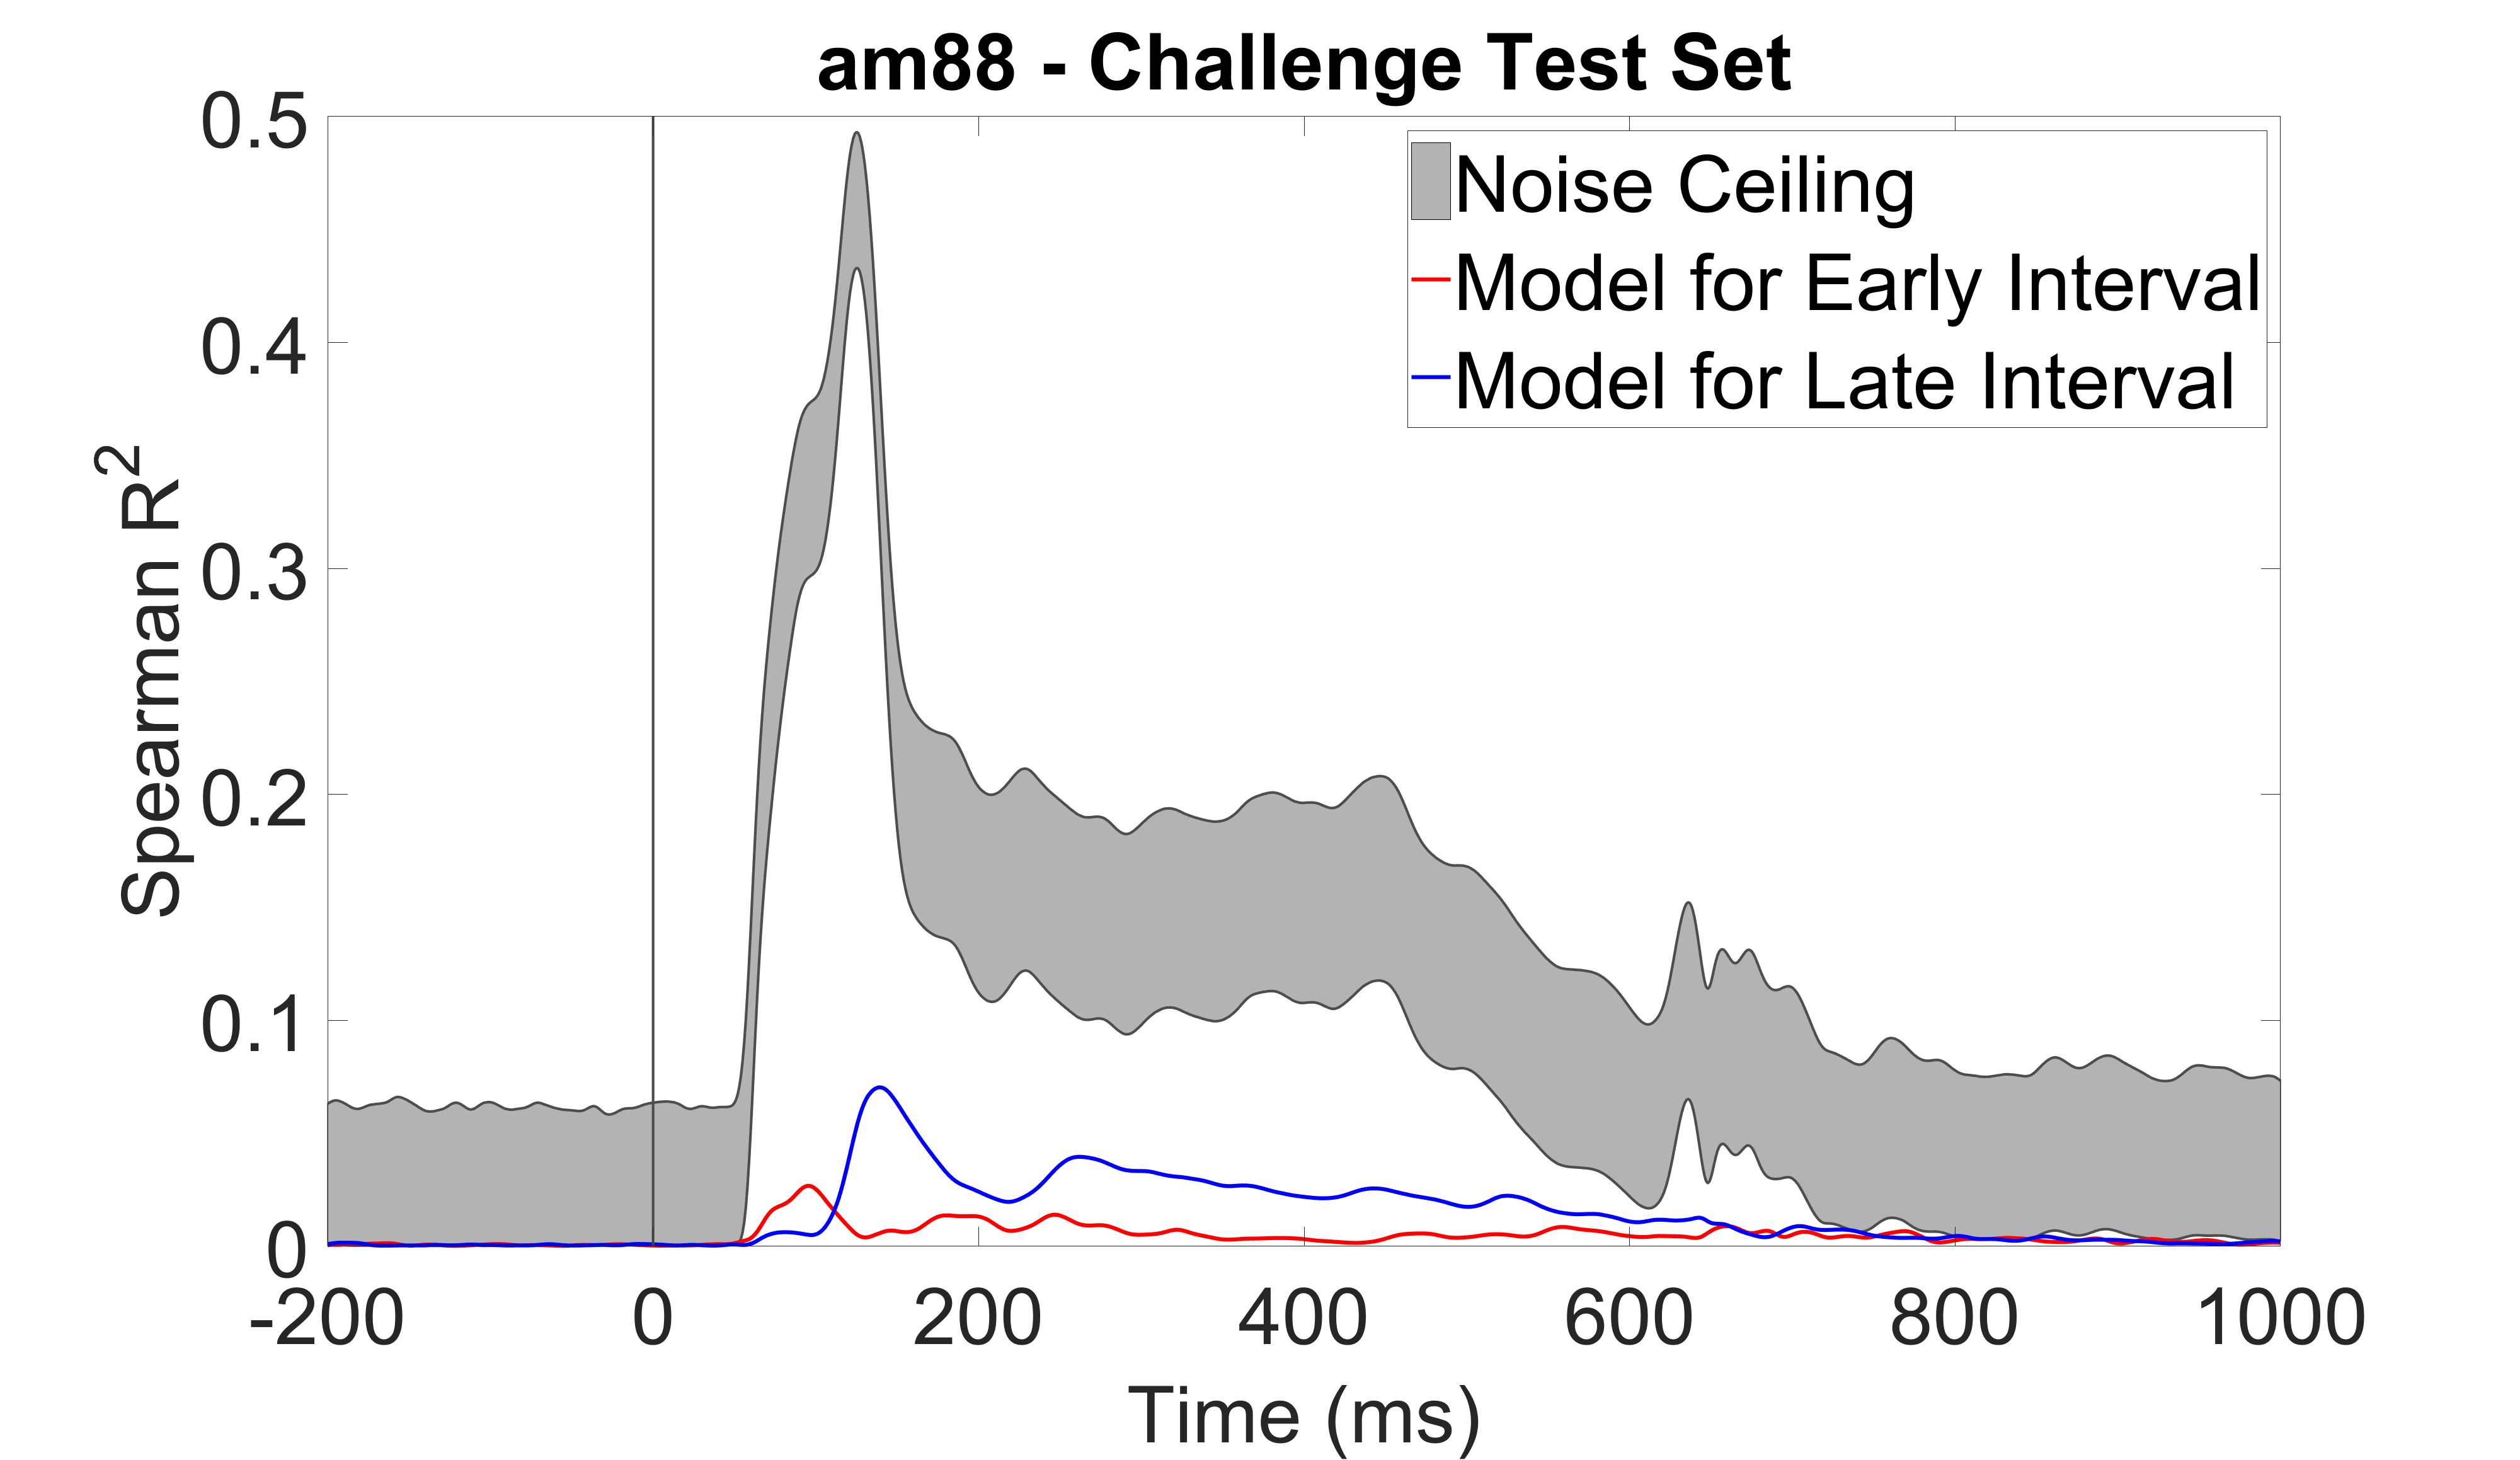 am88 - Challenge Test Set
Spearman R²
0.5
0.4
0.3
0.2
0.1
0
Noise Ceiling
Model for Early Interval
Model for Late Interval
-200 0 200 400 600 800 1000
Time (ms)